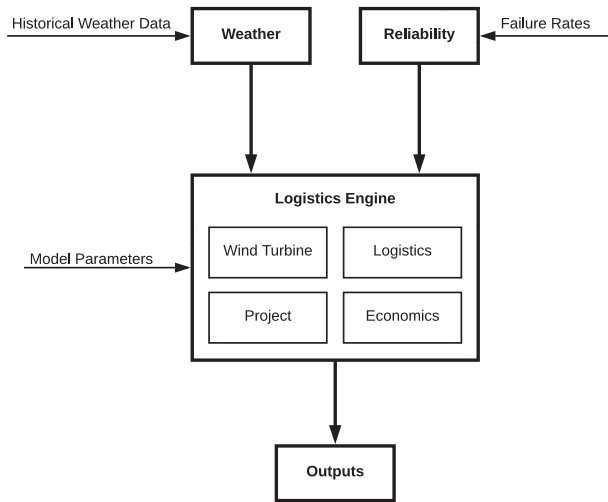 Historical Weather Data
Weather
Reliability
Failure Rates
Logistics Engine
Wind Turbine
Logistics
Model Parameters
Project
Economics
Outputs